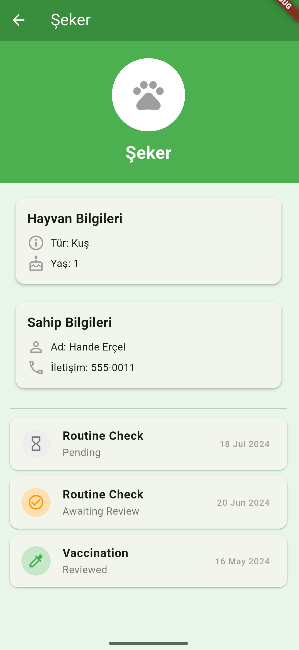 Şeker
Şeker
Hayvan Bilgileri
Tür: Kuş
Yaş: 1
Sahip Bilgileri
Ad: Hande Erçel
İletişim: 555-0011
Routine Check
Pending
18 Jul 2024
Routine Check
Awaiting Review
20 Jun 2024
Vaccination
Reviewed
16 May 2024